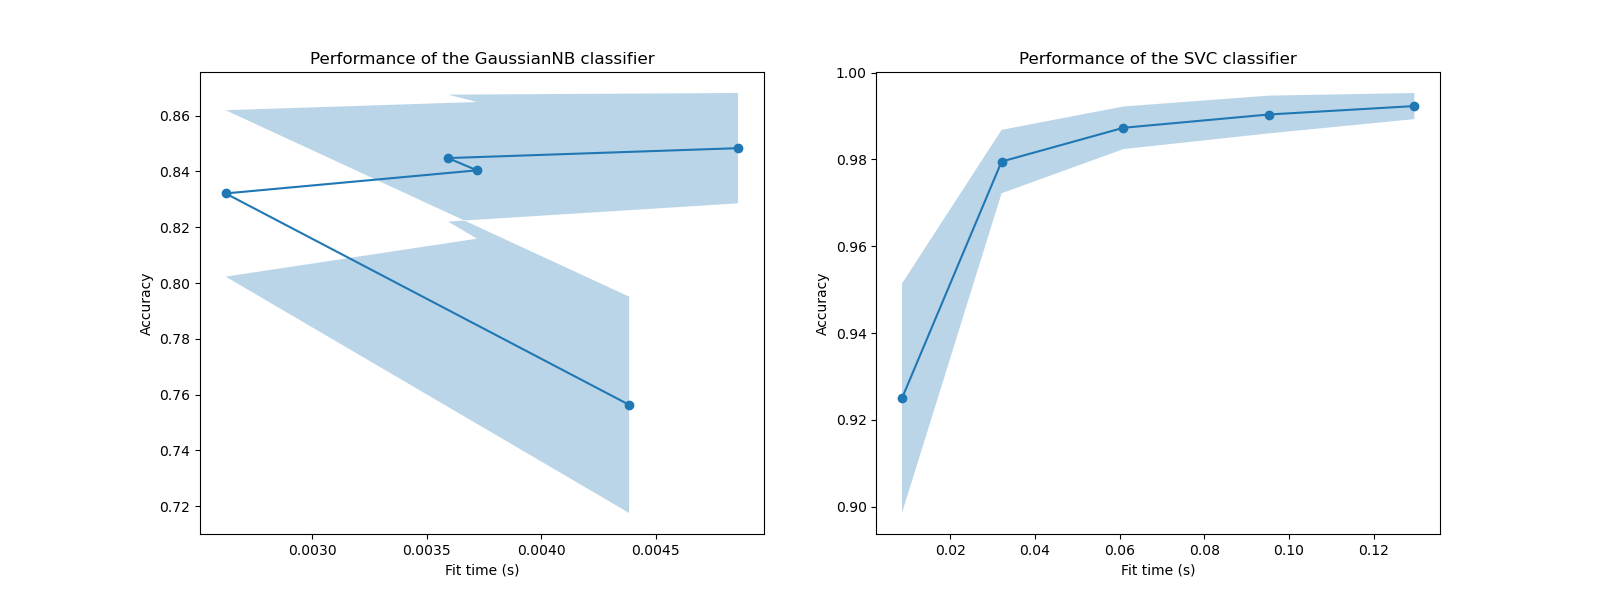 Performance of the GaussianNB classifier
Accuracy
0.86
0.84
0.82
0.80
0.78
0.76
0.74
0.72
0.0030 0.0035 0.0040 0.0045
Fit time (s)
Performance of the SVC classifier
Accuracy
1.00
0.98
0.96
0.94
0.92
0.90
0.02 0.04 0.06 0.08 0.10 0.12
Fit time (s)